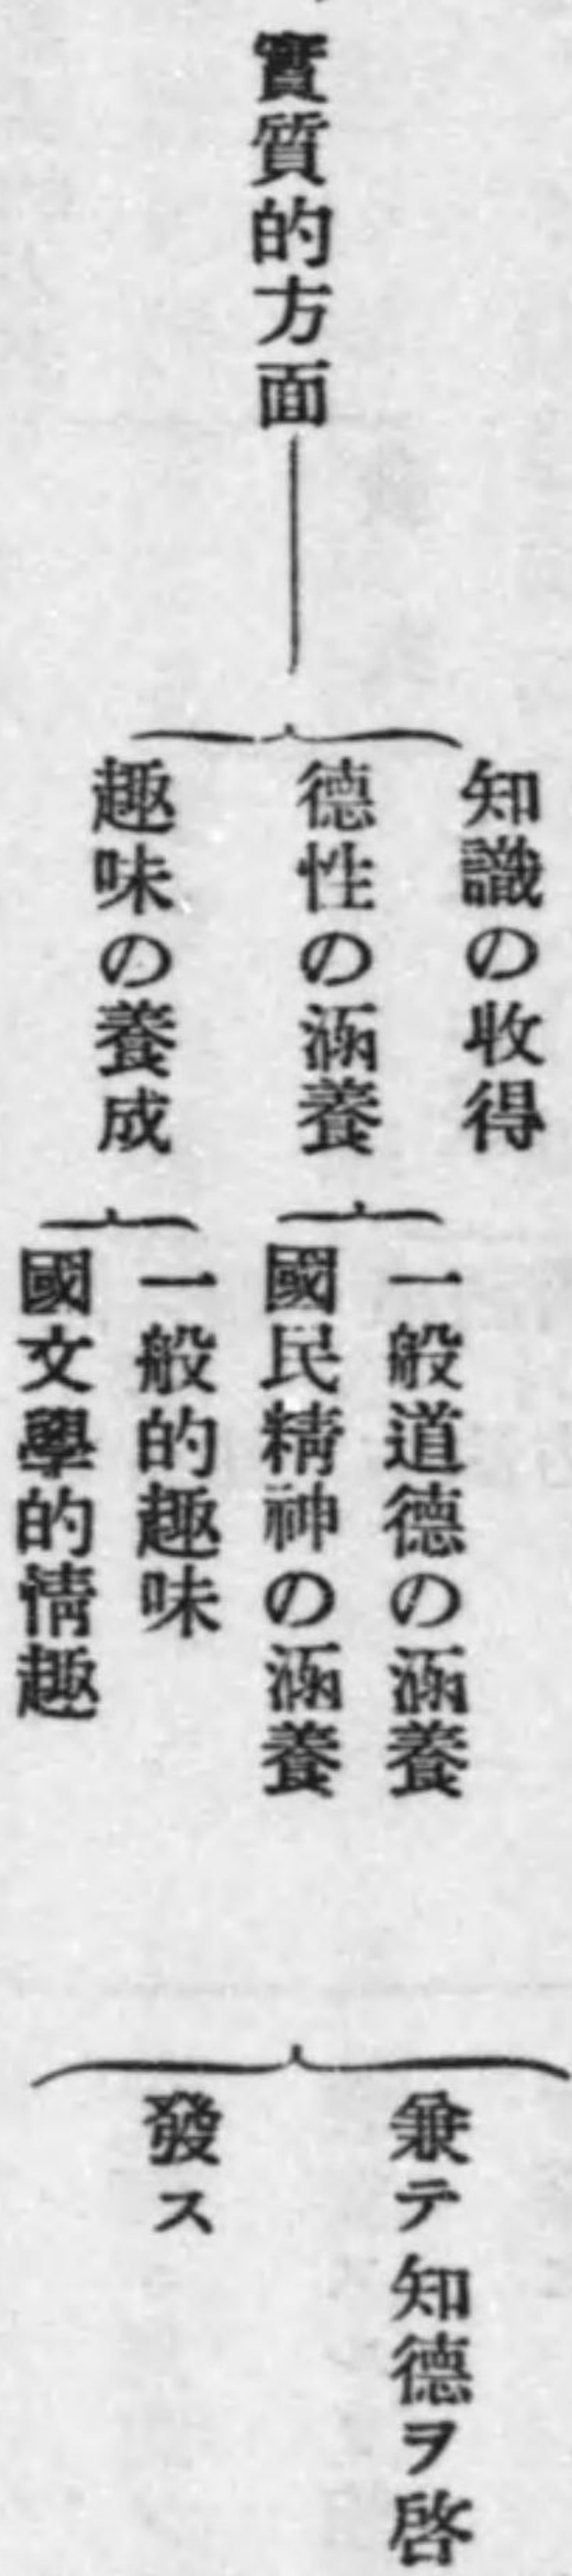 實質的方面
知識の收得
德性の涵養
趣味の養成
一般道德の涵養
國民精神の涵養
一般的趣味
國文學的情趣
兼テ知德ヲ啓
發ス